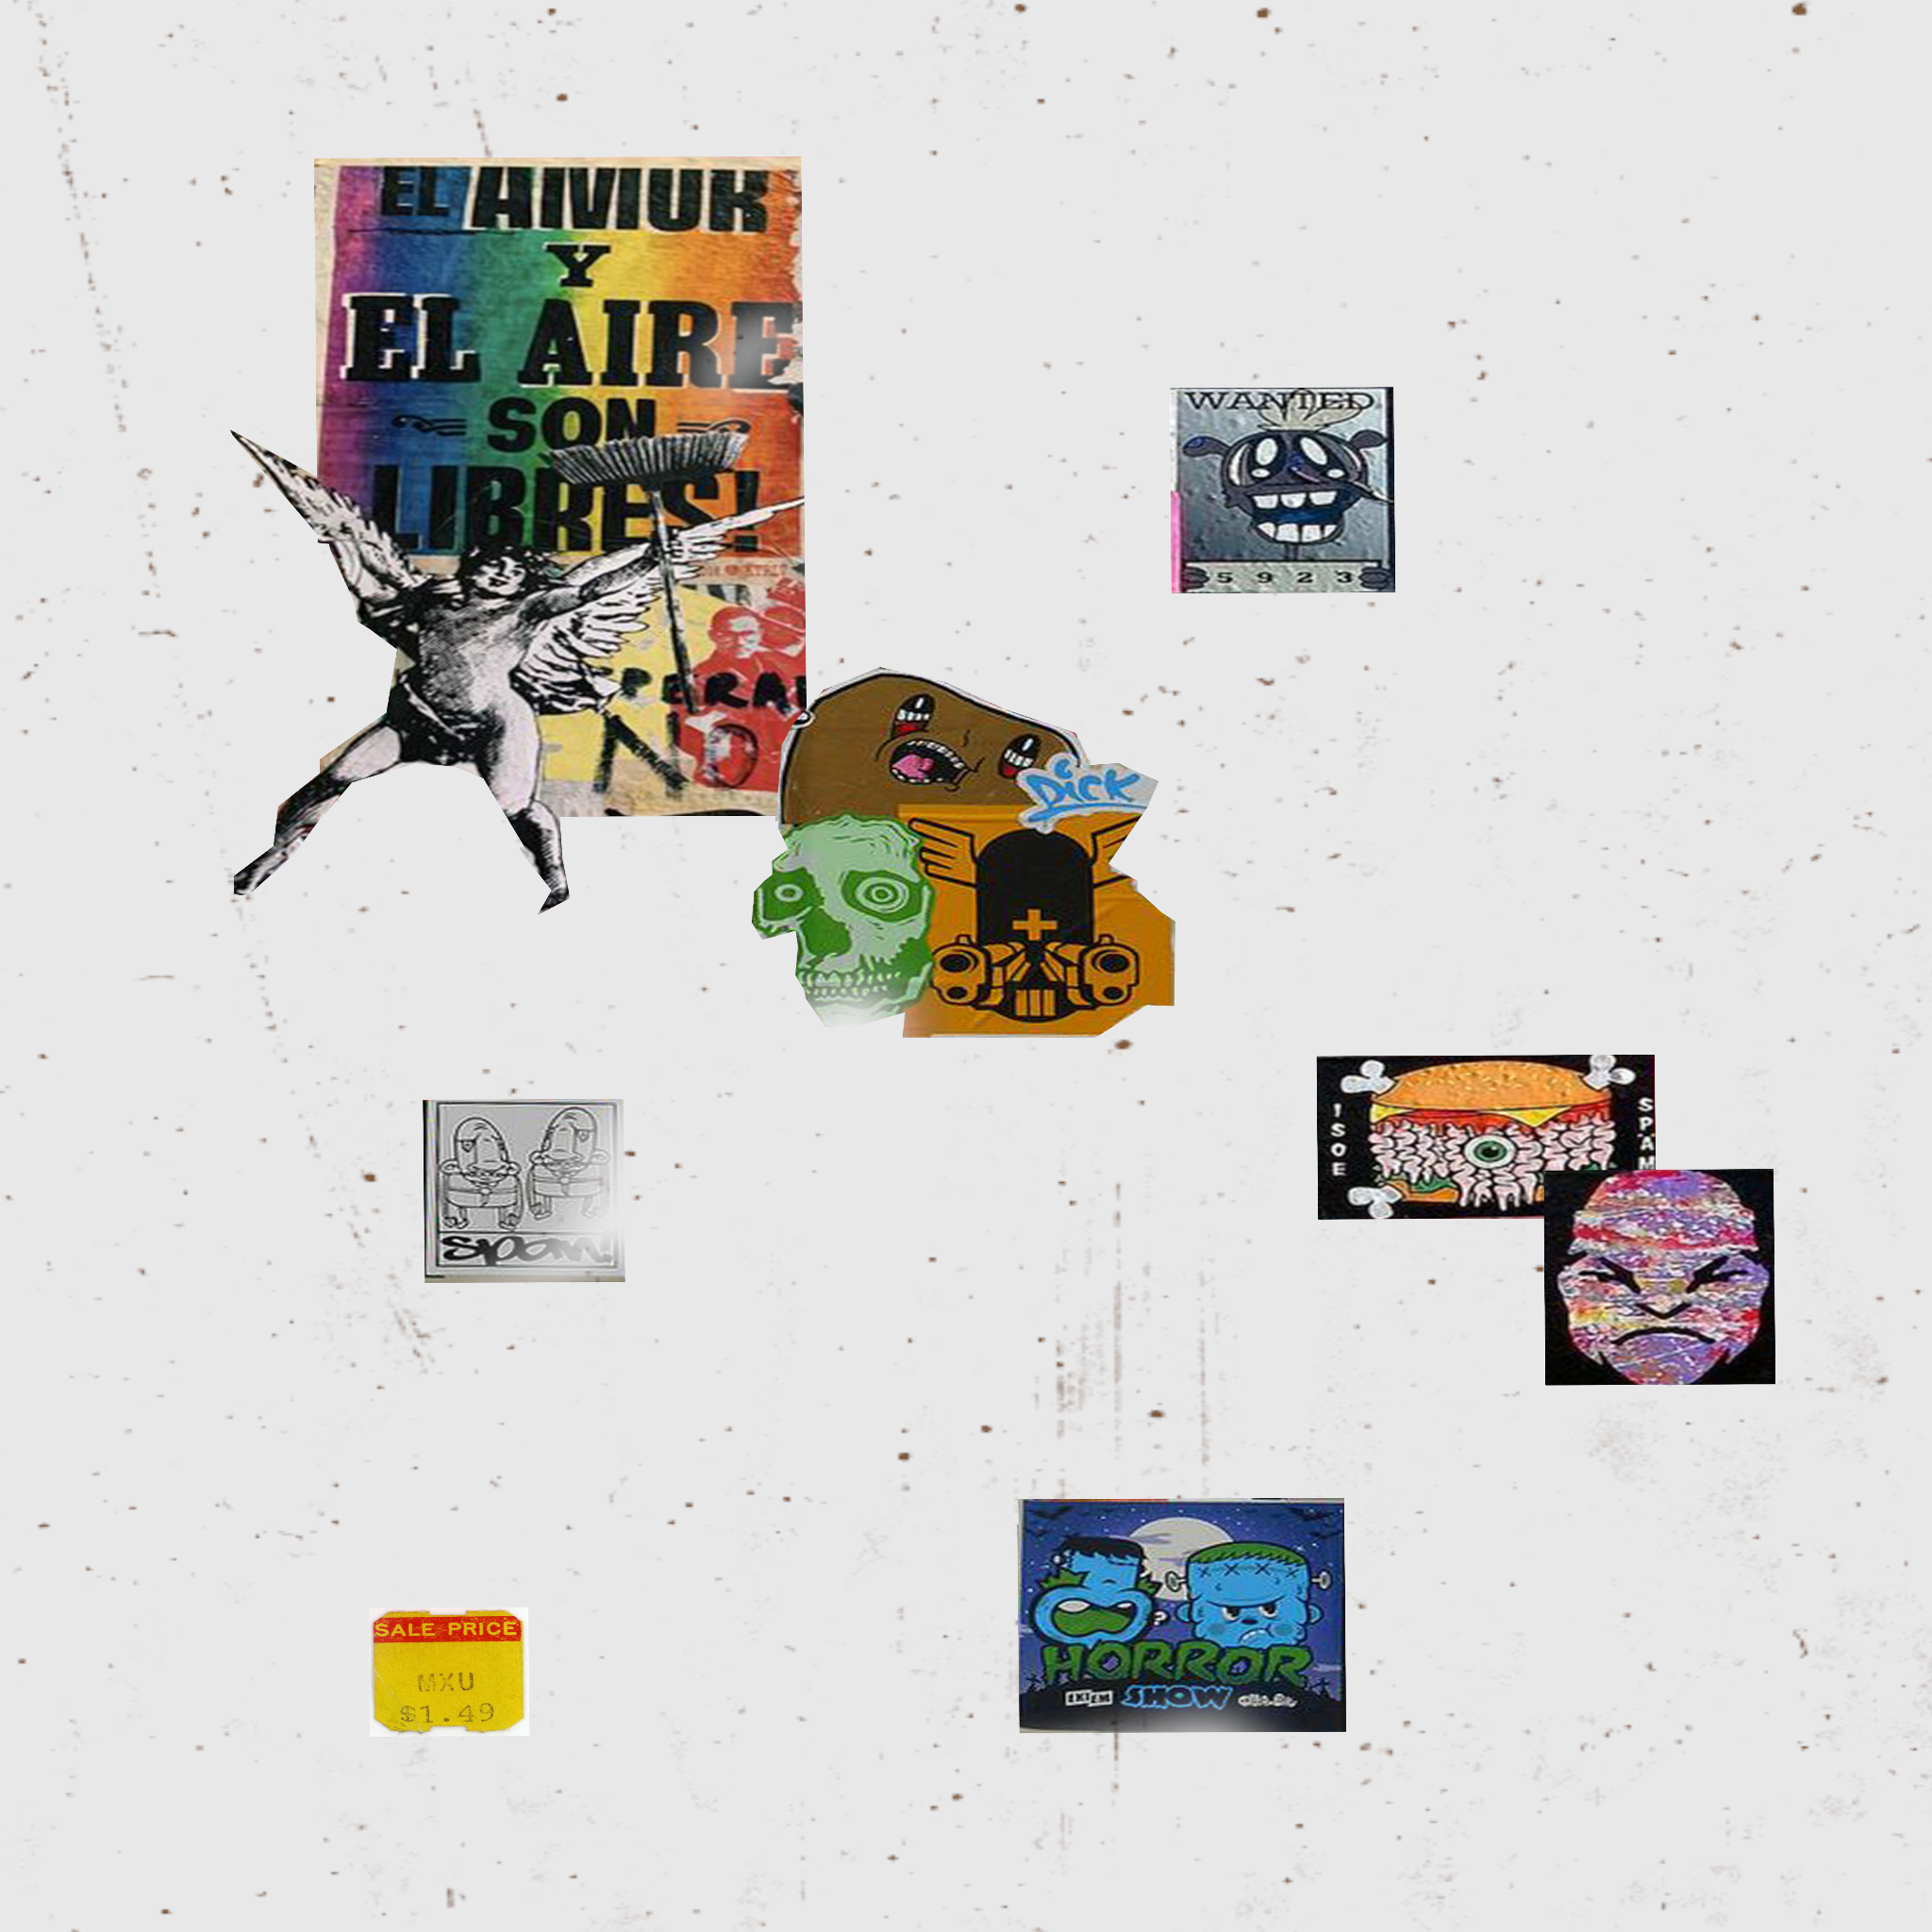 EL AMOR
Y
EL AIRE
SON
LIBRES!
NO
WANTED
5 9 2 3
Dick
ISOE
SPAM
Spam!
SALE PRICE
MXU
$1.49
HORROR
SHOW